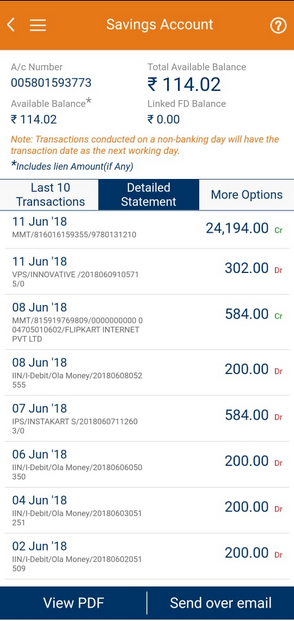 Savings Account
A/c Number
005801593773
Total Available Balance
₹ 114.02
Available Balance*
₹ 114.02
Linked FD Balance
₹ 0.00
Note: Transactions conducted on a non-banking day will have the
transaction date as the next working day.
*Includes lien Amount(if Any)
Last 10
Transactions
Detailed
Statement
More Options
11 Jun '18
MMT/816016159355/9780131210
24,194.00 Cr
11 Jun '18
VPS/INNOVATIVE /2018060910571
5/0
302.00 Dr
08 Jun '18
MMT/815919769809/0000000000 0
04705010602/FLIPKART INTERNET
PVT LTD
584.00 Cr
08 Jun '18
IIN/I-Debit/Ola Money/20180608052
555
200.00 Dr
07 Jun '18
IPS/INSTAKART S/2018060711260
3/0
584.00 Dr
06 Jun '18
IIN/I-Debit/Ola Money/20180606050
350
200.00 Dr
04 Jun '18
IIN/I-Debit/Ola Money/20180603051
251
200.00 Dr
02 Jun '18
IIN/I-Debit/Ola Money/20180602051
509
200.00 Dr
View PDF
Send over email